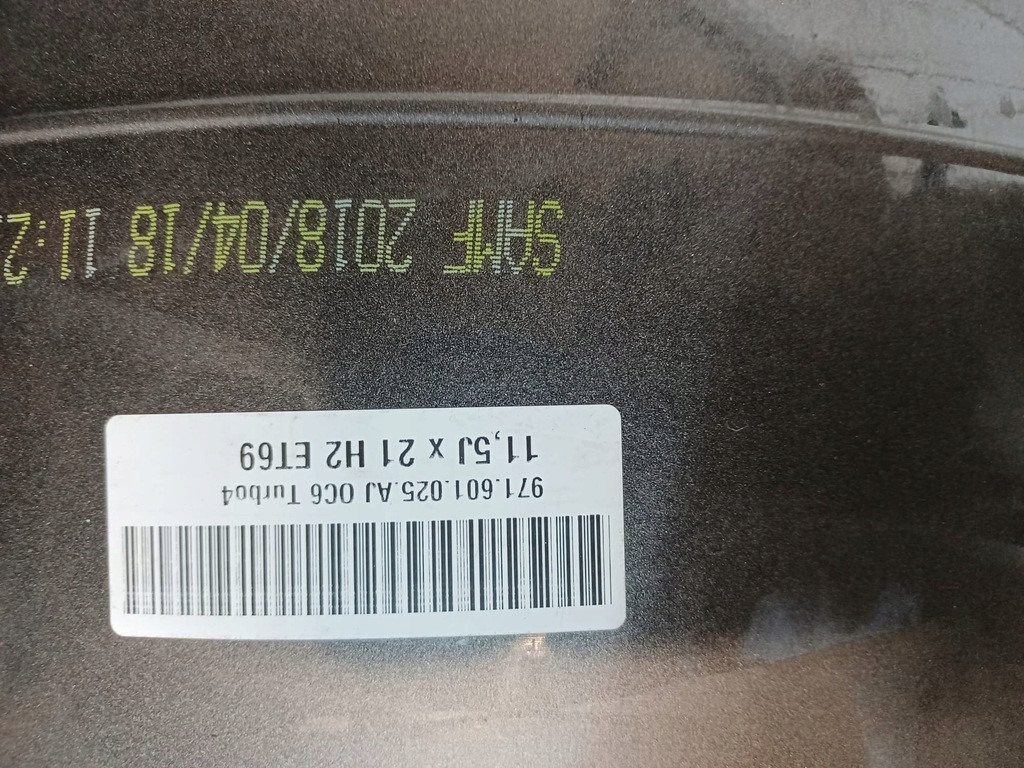 971.601.025.AJ OC6 Turbo4
11,5J x 21 H2 ET69
SAMF 2018/04/18 11:2